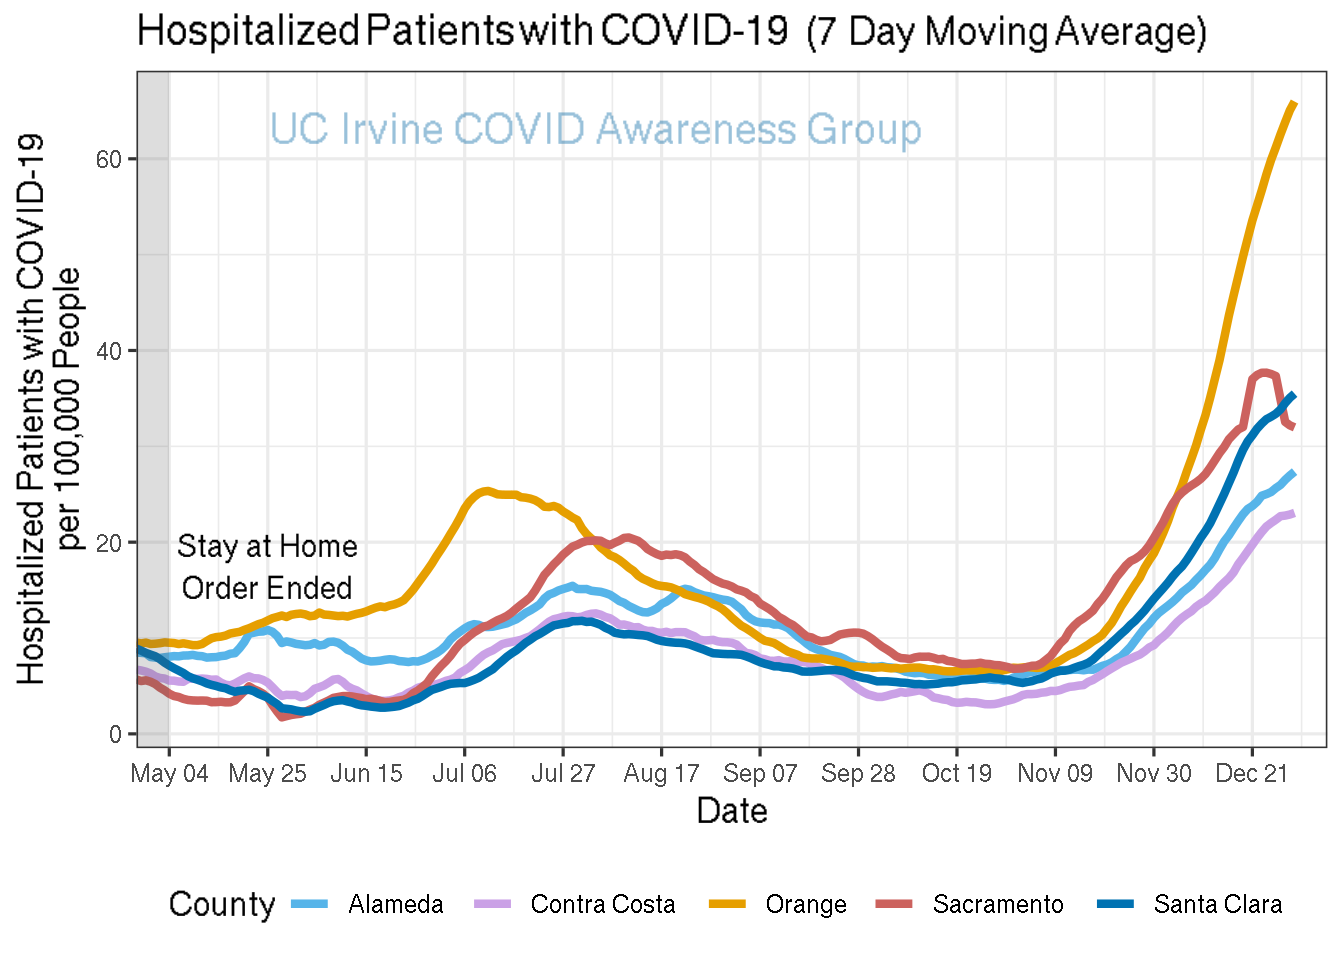 Hospitalized Patients with COVID-19 (7 Day Moving Average)
UC Irvine COVID Awareness Group
Hospitalized Patients with COVID-19
per 100,000 People
60
40
20
0
Stay at Home
Order Ended
May 04 May 25 Jun 15 Jul 06 Jul 27 Aug 17 Sep 07 Sep 28 Oct 19 Nov 09 Nov 30 Dec 21
Date
County Alameda Contra Costa Orange Sacramento Santa Clara